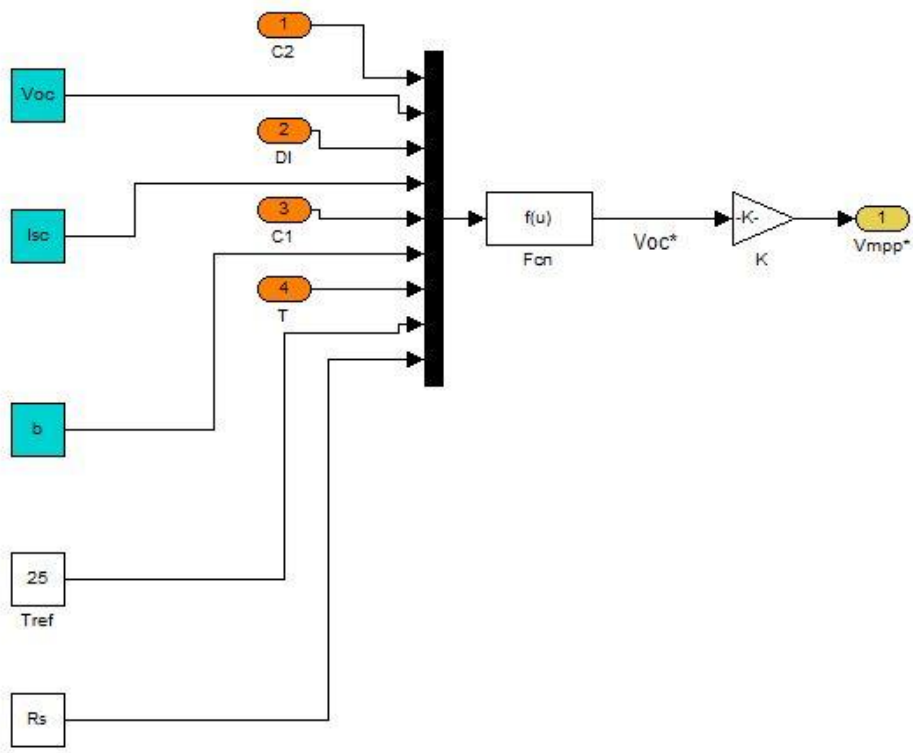 1
C2
Voc
2
DI
Isc
3
C1
4
T
b
25
Tref
Rs
f(u)
Fcn
Voc*
-K-
K
1
Vmpp*